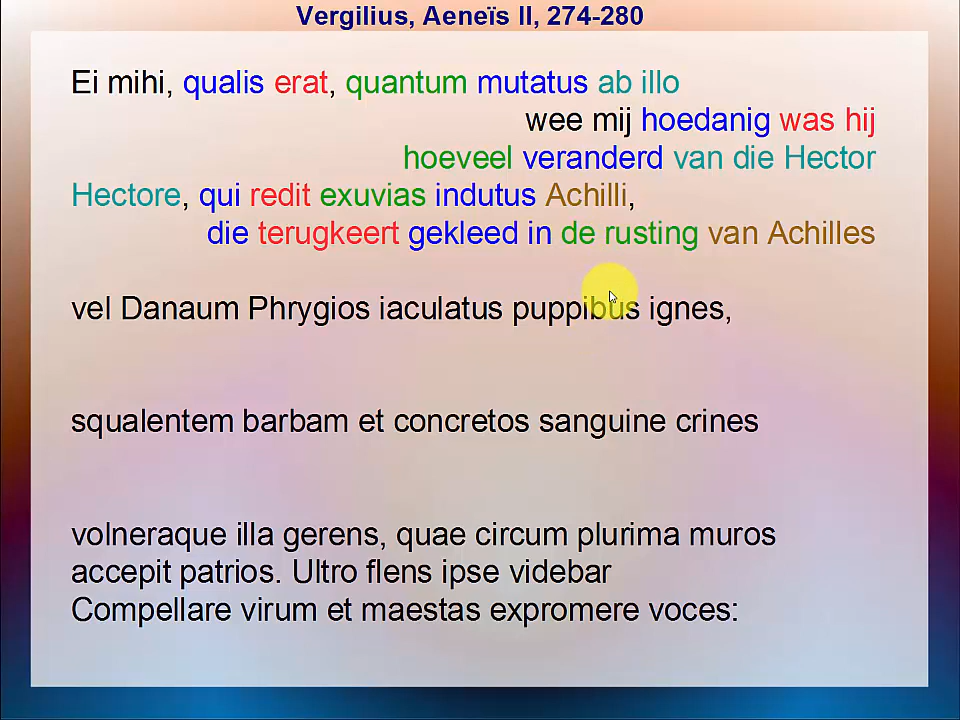 Vergilius, Aeneïs II, 274-280
Ei mihi, qualis erat, quantum mutatus ab illo
wee mij hoedanig was hij
hoeveel veranderd van die Hector
Hectore, qui redit exuvias indutus Achilli,
die terugkeert gekleed in de rusting van Achilles
vel Danaum Phrygios iaculatus puppibus ignes,
squalentem barbam et concretos sanguine crines
volneraque illa gerens, quae circum plurima muros
accepit patrios. Ultro flens ipse videbar
Compellare virum et maestas expromere voces: